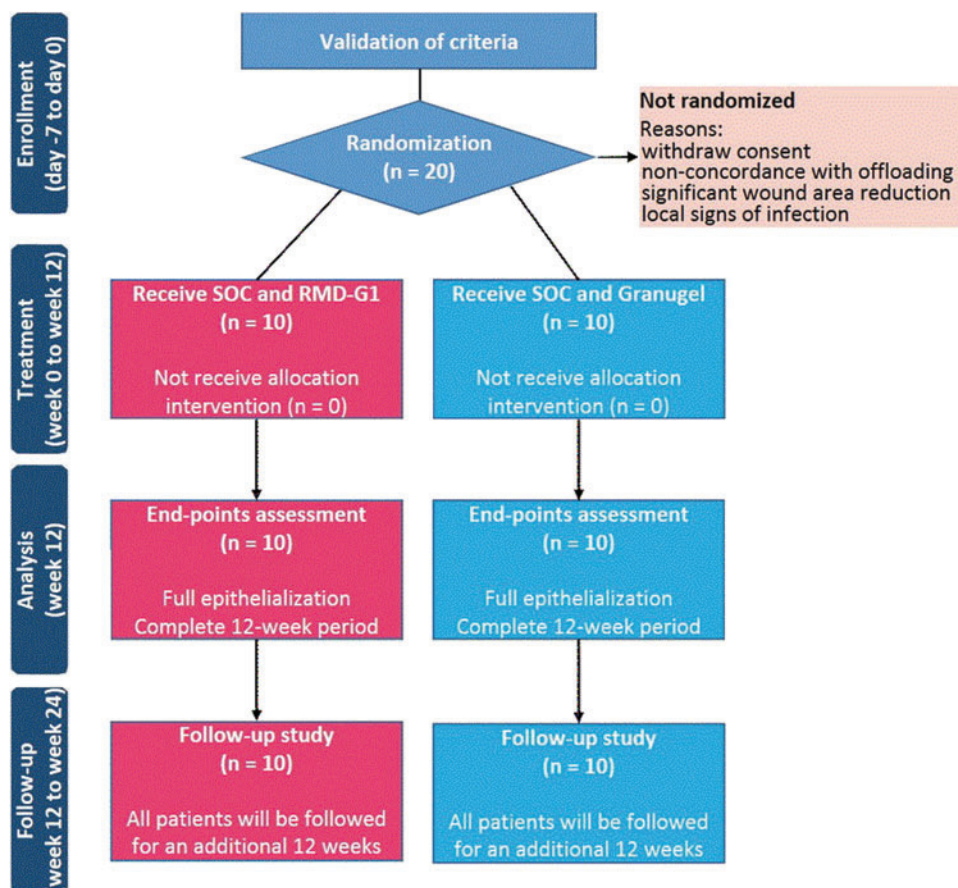 Enrollment
(day -7 to day 0)
Validation of criteria
Randomization
(n = 20)
Not randomized
Reasons:
withdraw consent
non-concordance with offloading
significant wound area reduction
local signs of infection
Treatment
(week 0 to week 12)
Receive SOC and RMD-G1
(n = 10)
Not receive allocation
intervention (n = 0)
Receive SOC and Granugel
(n = 10)
Not receive allocation
intervention (n = 0)
Analysis
(week 12)
End-points assessment
(n = 10)
Full epithelialization
Complete 12-week period
End-points assessment
(n = 10)
Full epithelialization
Complete 12-week period
Follow-up
week 12 to week 24)
Follow-up study
(n = 10)
All patients will be followed
for an additional 12 weeks
Follow-up study
(n = 10)
All patients will be followed
for an additional 12 weeks